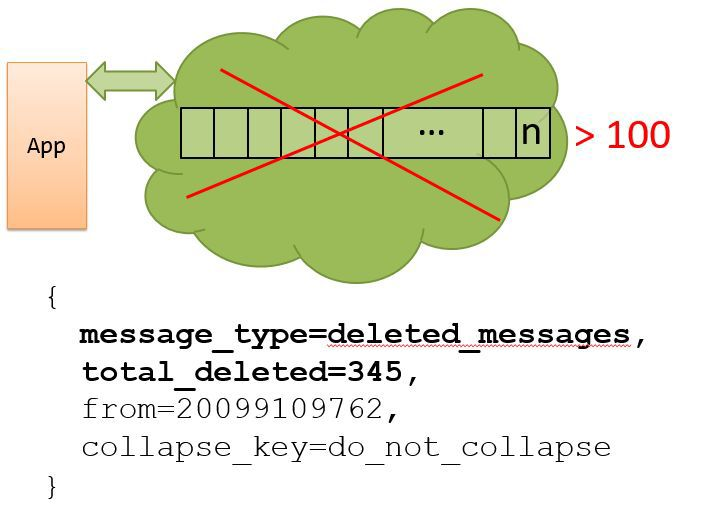 App
... n > 100
{
message_type=deleted_messages,
total_deleted=345,
from=20099109762,
collapse_key=do_not_collapse
}